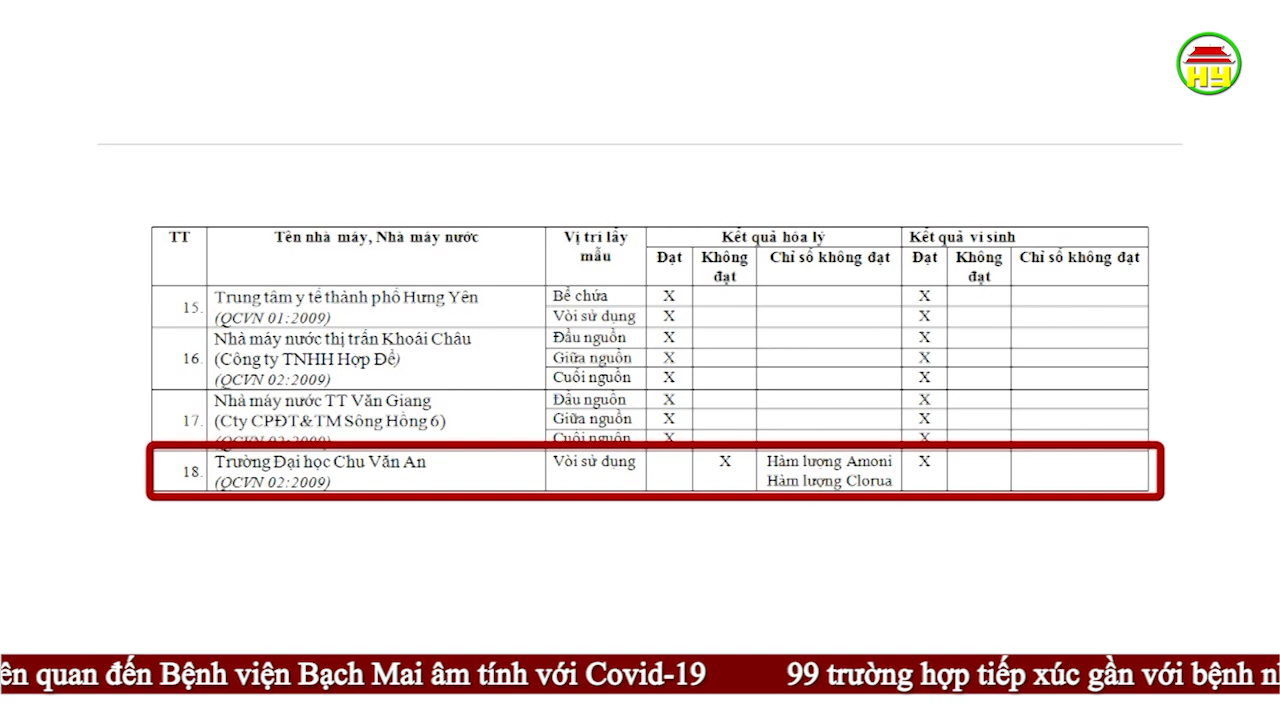 HY
TT Tên nhà máy, Nhà máy nước Vị trí lấy mẫu Kết quả hóa lý Kết quả vi sinh
Đạt Không đạt Chỉ số không đạt Đạt Không đạt Chỉ số không đạt
15. Trung tâm y tế thành phố Hưng Yên Bể chứa X X
(QCVN 01:2009) Vòi sử dụng X X
Nhà máy nước thị trấn Khoái Châu Đầu nguồn X X
16. (Công ty TNHH Hợp Đề) Giữa nguồn X X
(QCVN 02:2009) Cuối nguồn X X
Nhà máy nước TT Văn Giang Đầu nguồn X X
17. (Cty CPĐT&TM Sông Hồng 6) Giữa nguồn X X
(QCVN 02:2009) Cuối nguồn X X
18. Trường Đại học Chu Văn An Vòi sử dụng X Hàm lượng Amoni X
(QCVN 02:2009) Hàm lượng Clorua
ên quan đến Bệnh viện Bạch Mai âm tính với Covid-19 99 trường hợp tiếp xúc gần với bệnh n